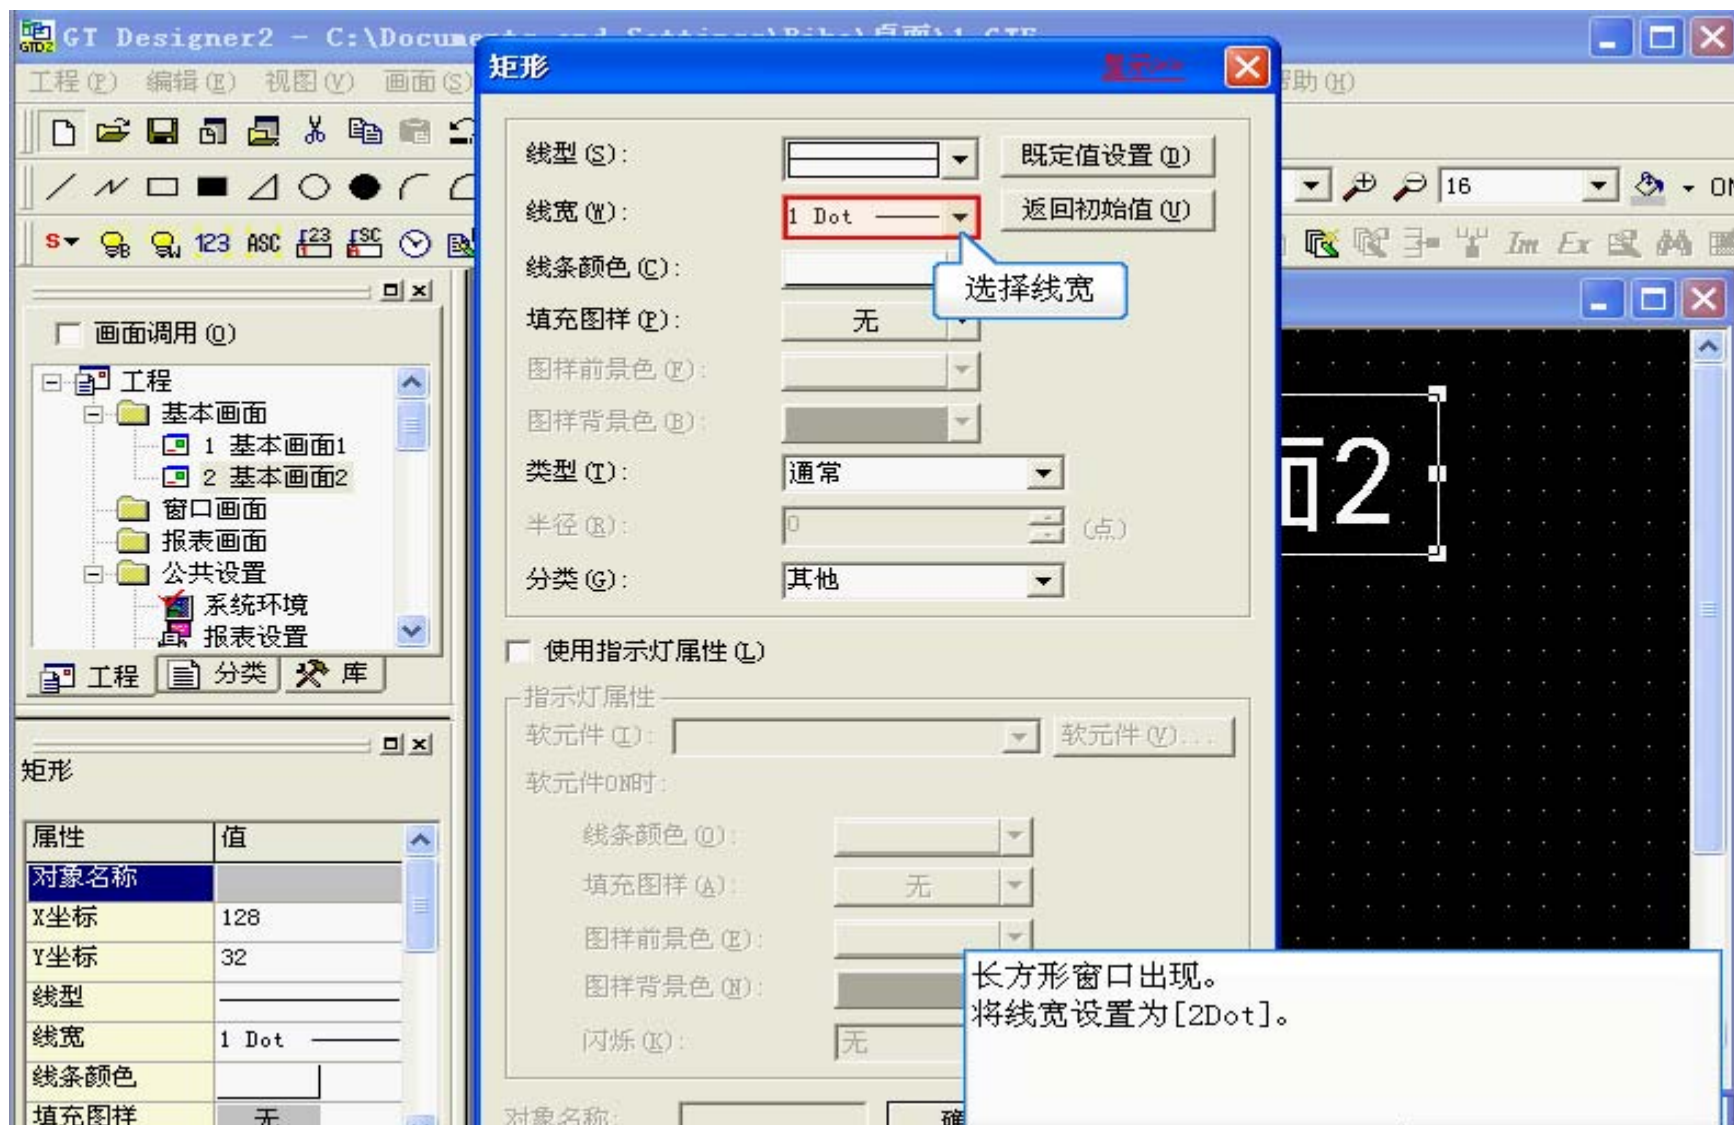 GT Designer2 - C:\Documents and Settings\
矩形
工程(P) 编辑(E) 视图(V) 画面(S)
帮助(H)
16
123 ASC
Im Ex
线型(S):
既定值设置(D)
线宽(W):
1 Dot
返回初始值(U)
线条颜色(C):
选择线宽
填充图样(P):
无
图样前景色(F):
图样背景色(B):
类型(T):
通常
半径(R):
0
(点)
分类(G):
其他
使用指示灯属性(L)
指示灯属性
软元件(I):
软元件(V)...
软元件ON时:
线条颜色(O):
填充图样(A):
无
图样前景色(E):
图样背景色(N):
闪烁(K):
无
对象名称:
确
画面调用(O)
工程
基本画面
1 基本画面1
2 基本画面2
窗口画面
报表画面
公共设置
系统环境
报表设置
工程 分类 库
矩形
属性 值
对象名称
X坐标 128
Y坐标 32
线型
线宽 1 Dot
线条颜色
填充图样 无
面2
长方形窗口出现。
将线宽设置为[2Dot]。